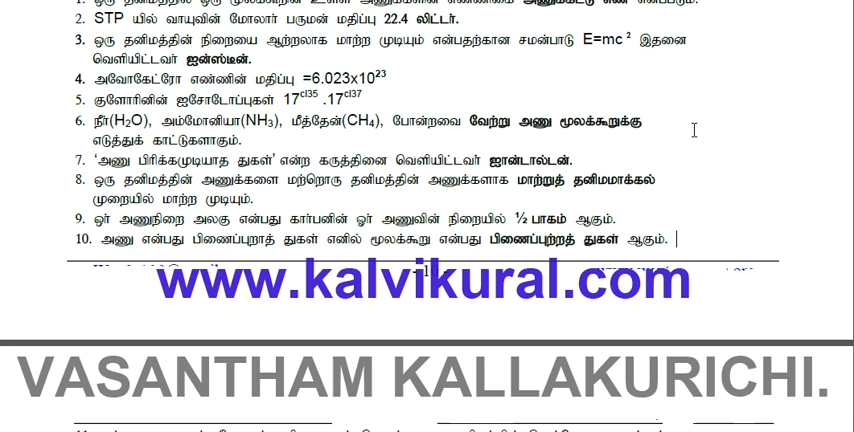 2. STP யில் வாயுவின் மோலார் பருமன் மதிப்பு 22.4 லிட்டர்.
3. ஒரு தனிமத்தின் நிறையை ஆற்றலாக மாற்ற முடியும் என்பதற்கான சமன்பாடு E=mc ² இதனை
வெளியிட்டவர் ஐன்ஸ்டீன்.
4. அவோகேட்ரோ எண்ணின் மதிப்பு =6.023x10²³
5. குளோரினின் ஐசோடோப்புகள் 17ᶜˡ³⁵ .17ᶜˡ³⁷
6. நீர்(H₂O), அம்மோனியா(NH₃), மீத்தேன்(CH₄), போன்றவை வேற்று அணு மூலக்கூறுக்கு
எடுத்துக் காட்டுகளாகும்.
7. ‘அணு பிரிக்கமுடியாத துகள்’ என்ற கருத்தினை வெளியிட்டவர் ஜான்டால்டன்.
8. ஒரு தனிமத்தின் அணுக்களை மற்றொரு தனிமத்தின் அணுக்களாக மாற்றுத் தனிமமாக்கல்
முறையில் மாற்ற முடியும்.
9. ஓர் அணுநிறை அலகு என்பது கார்பனின் ஓர் அணுவின் நிறையில் ½ பாகம் ஆகும்.
10. அணு என்பது பிணைப்புறாத் துகள் எனில் மூலக்கூறு என்பது பிணைப்புற்றத் துகள் ஆகும்.
www.kalvikural.com
VASANTHAM KALLAKURICHI.